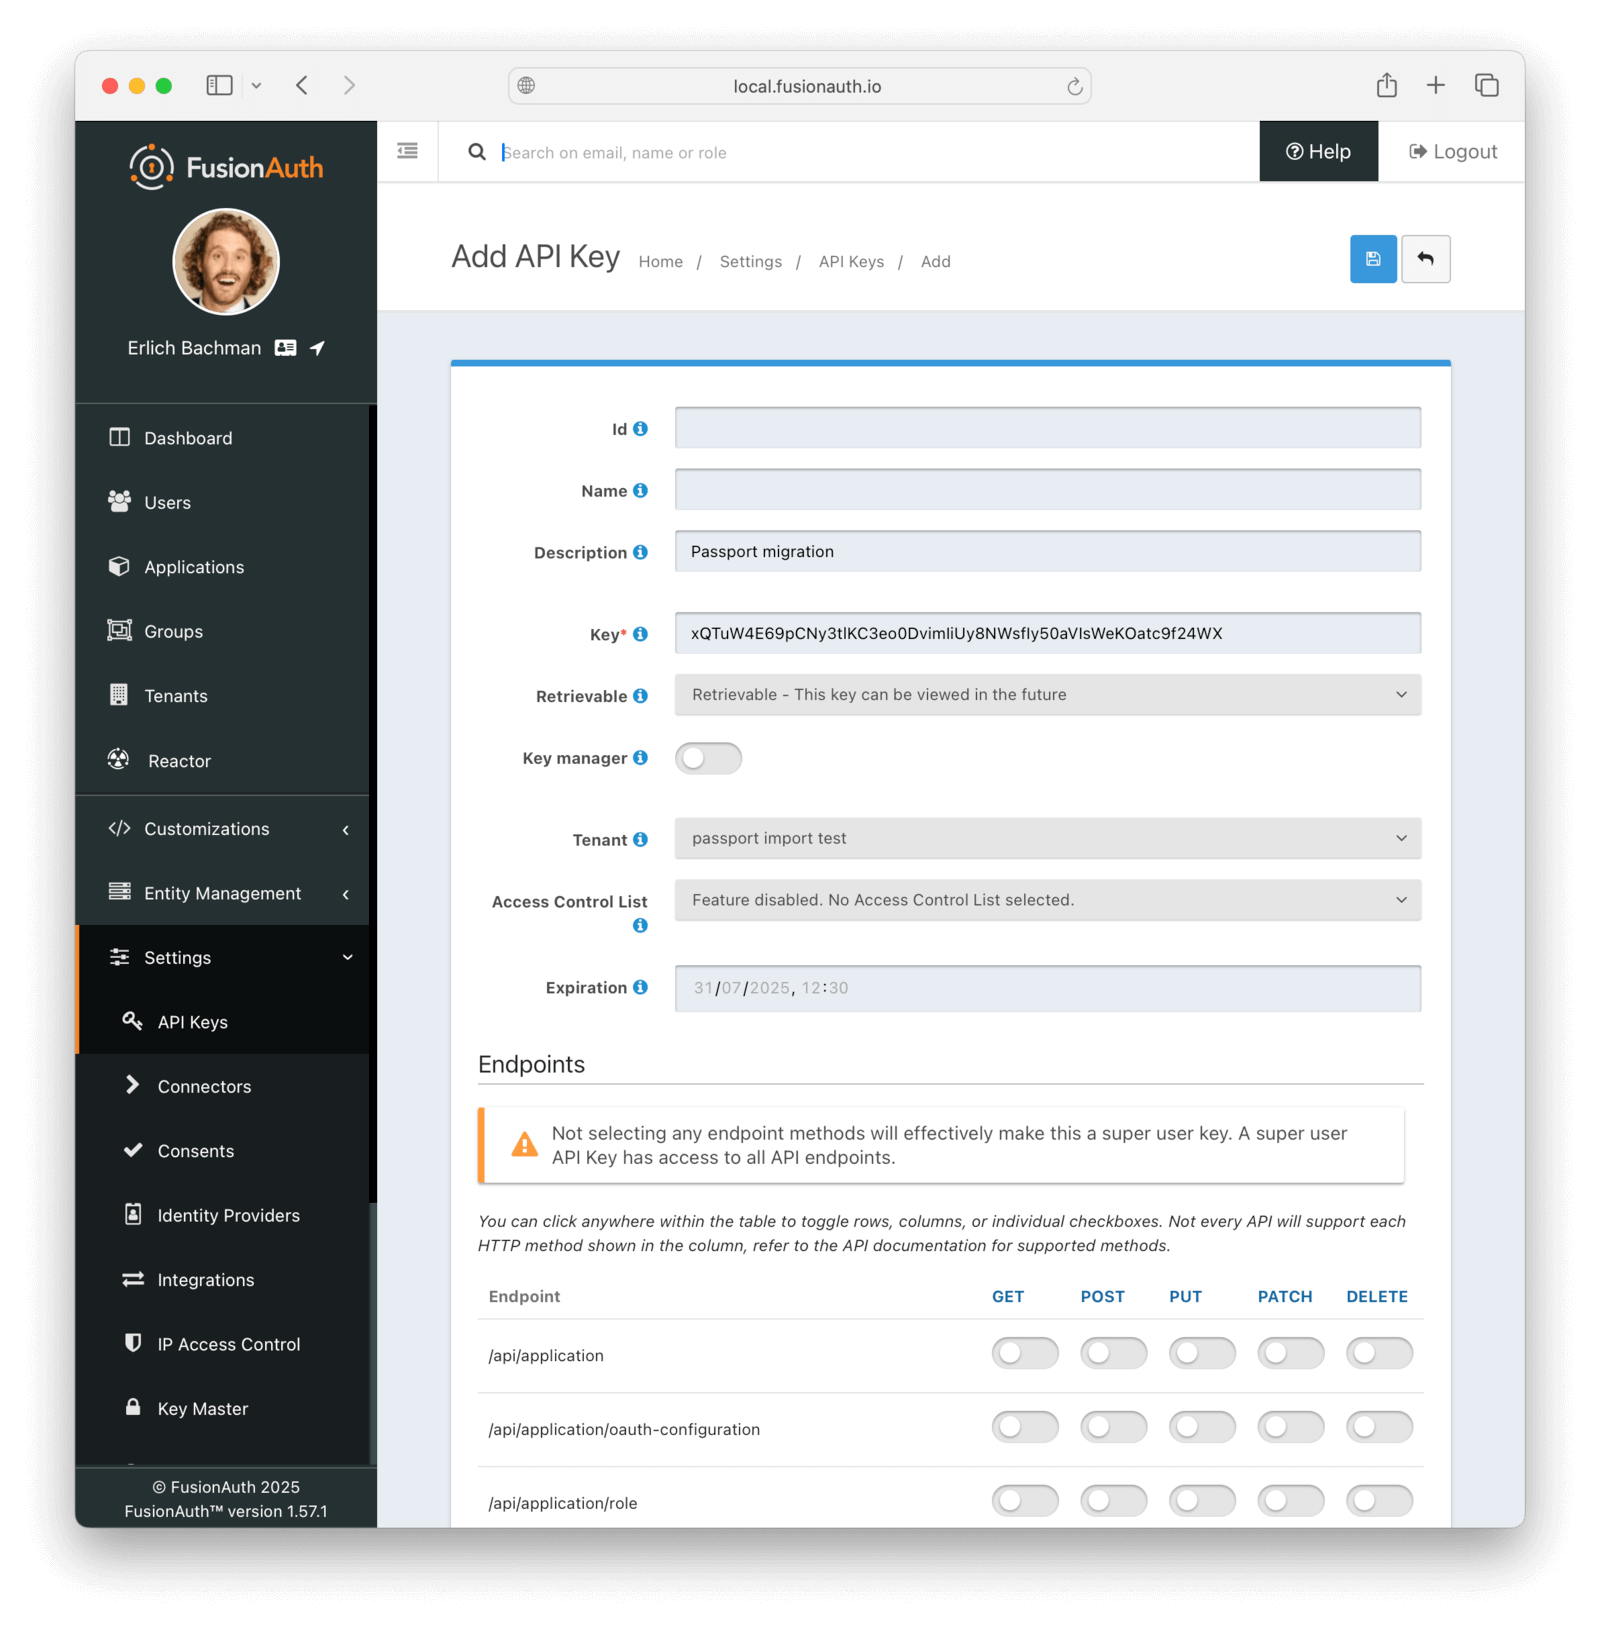 local.fusionauth.io
FusionAuth
Search on email, name or role
Help
Logout
Erlich Bachman
Add API Key
Home / Settings / API Keys / Add
Dashboard
Users
Applications
Groups
Tenants
Reactor
Customizations
Entity Management
Settings
API Keys
Connectors
Consents
Identity Providers
Integrations
IP Access Control
Key Master
© FusionAuth 2025
FusionAuth™ version 1.57.1
Id
Name
Description Passport migration
Key* xQTuW4E69pCNy3tlKC3eo0DvimliUy8NWsfly50aVIsWeKOatc9f24WX
Retrievable Retrievable - This key can be viewed in the future
Key manager
Tenant passport import test
Access Control List Feature disabled. No Access Control List selected.
Expiration 31/07/2025, 12:30
Endpoints
Not selecting any endpoint methods will effectively make this a super user key. A super user
API Key has access to all API endpoints.
You can click anywhere within the table to toggle rows, columns, or individual checkboxes. Not every API will support each
HTTP method shown in the column, refer to the API documentation for supported methods.
Endpoint GET POST PUT PATCH DELETE
/api/application
/api/application/oauth-configuration
/api/application/role